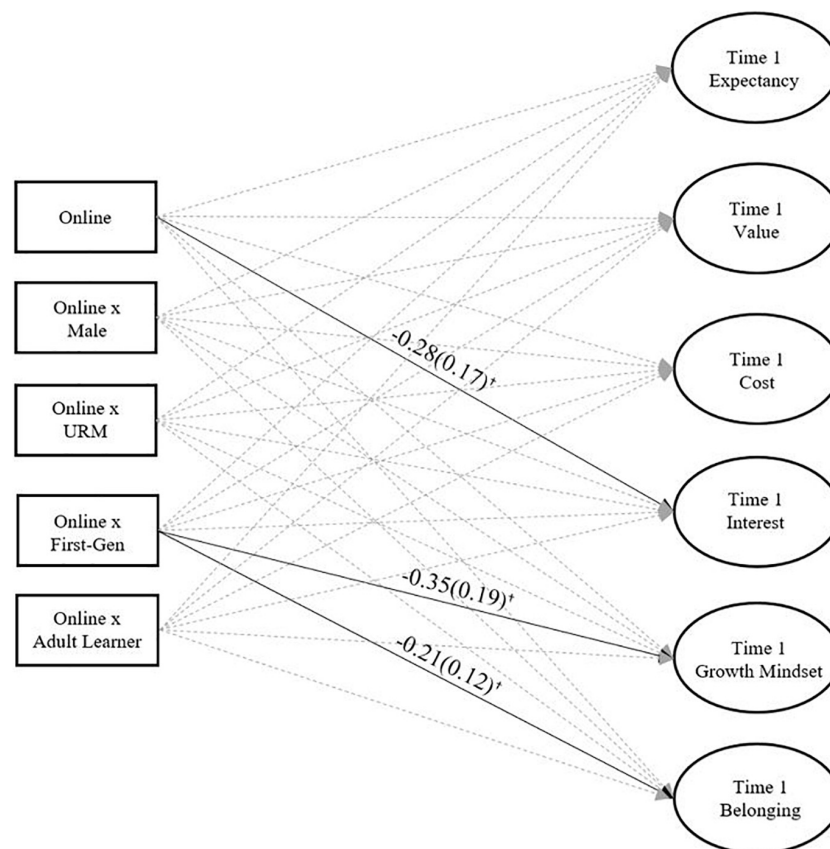 Time 1
Expectancy
Online
Time 1
Value
Online x
Male
-0.28(0.17)†
Time 1
Cost
Online x
URM
Online x
First-Gen
Time 1
Interest
-0.35(0.19)†
Online x
Adult Learner
-0.21(0.12)†
Time 1
Growth Mindset
Time 1
Belonging